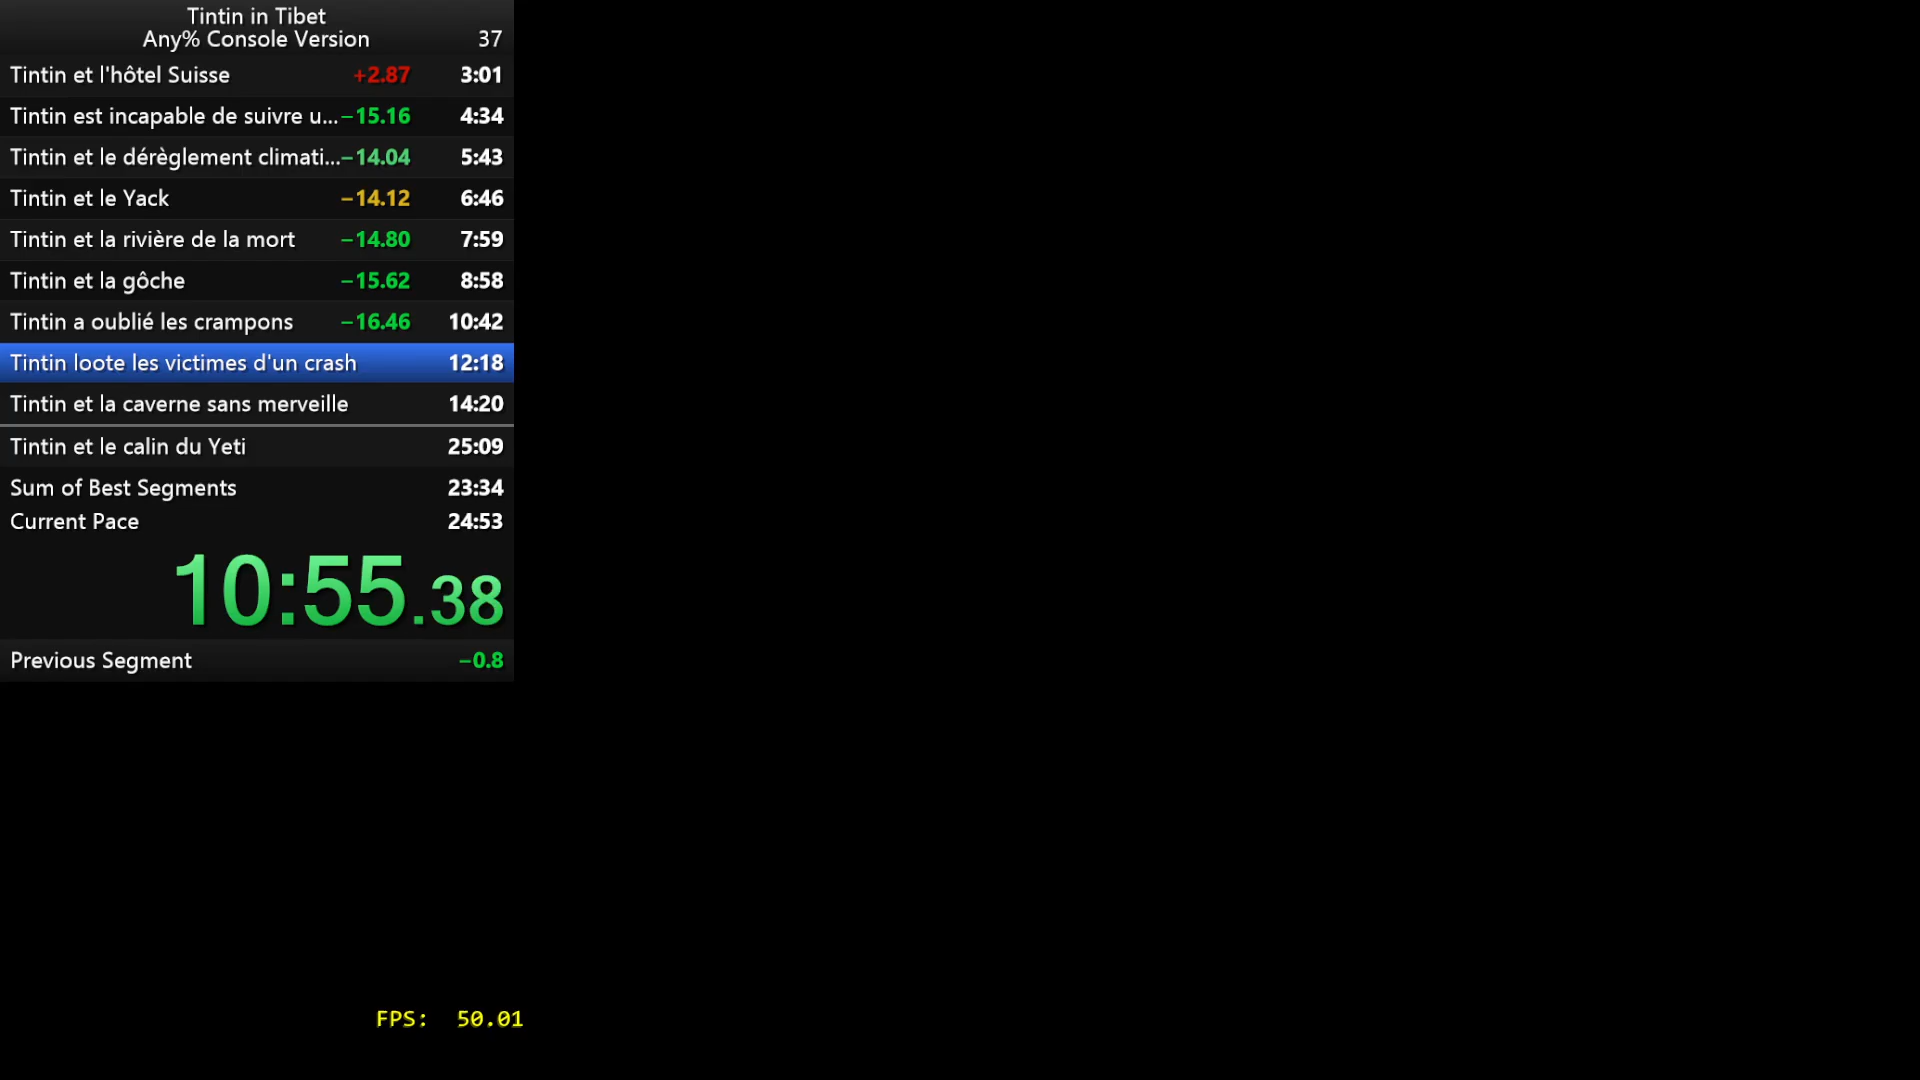 Tintin in Tibet
Any% Console Version 37
Tintin et l'hôtel Suisse +2.87 3:01
Tintin est incapable de suivre u... −15.16 4:34
Tintin et le dérèglement climati... −14.04 5:43
Tintin et le Yack −14.12 6:46
Tintin et la rivière de la mort −14.80 7:59
Tintin et la gôche −15.62 8:58
Tintin a oublié les crampons −16.46 10:42
Tintin loote les victimes d'un crash 12:18
Tintin et la caverne sans merveille 14:20
Tintin et le calin du Yeti 25:09
Sum of Best Segments 23:34
Current Pace 24:53
10:55.38
Previous Segment −0.8
FPS: 50.01